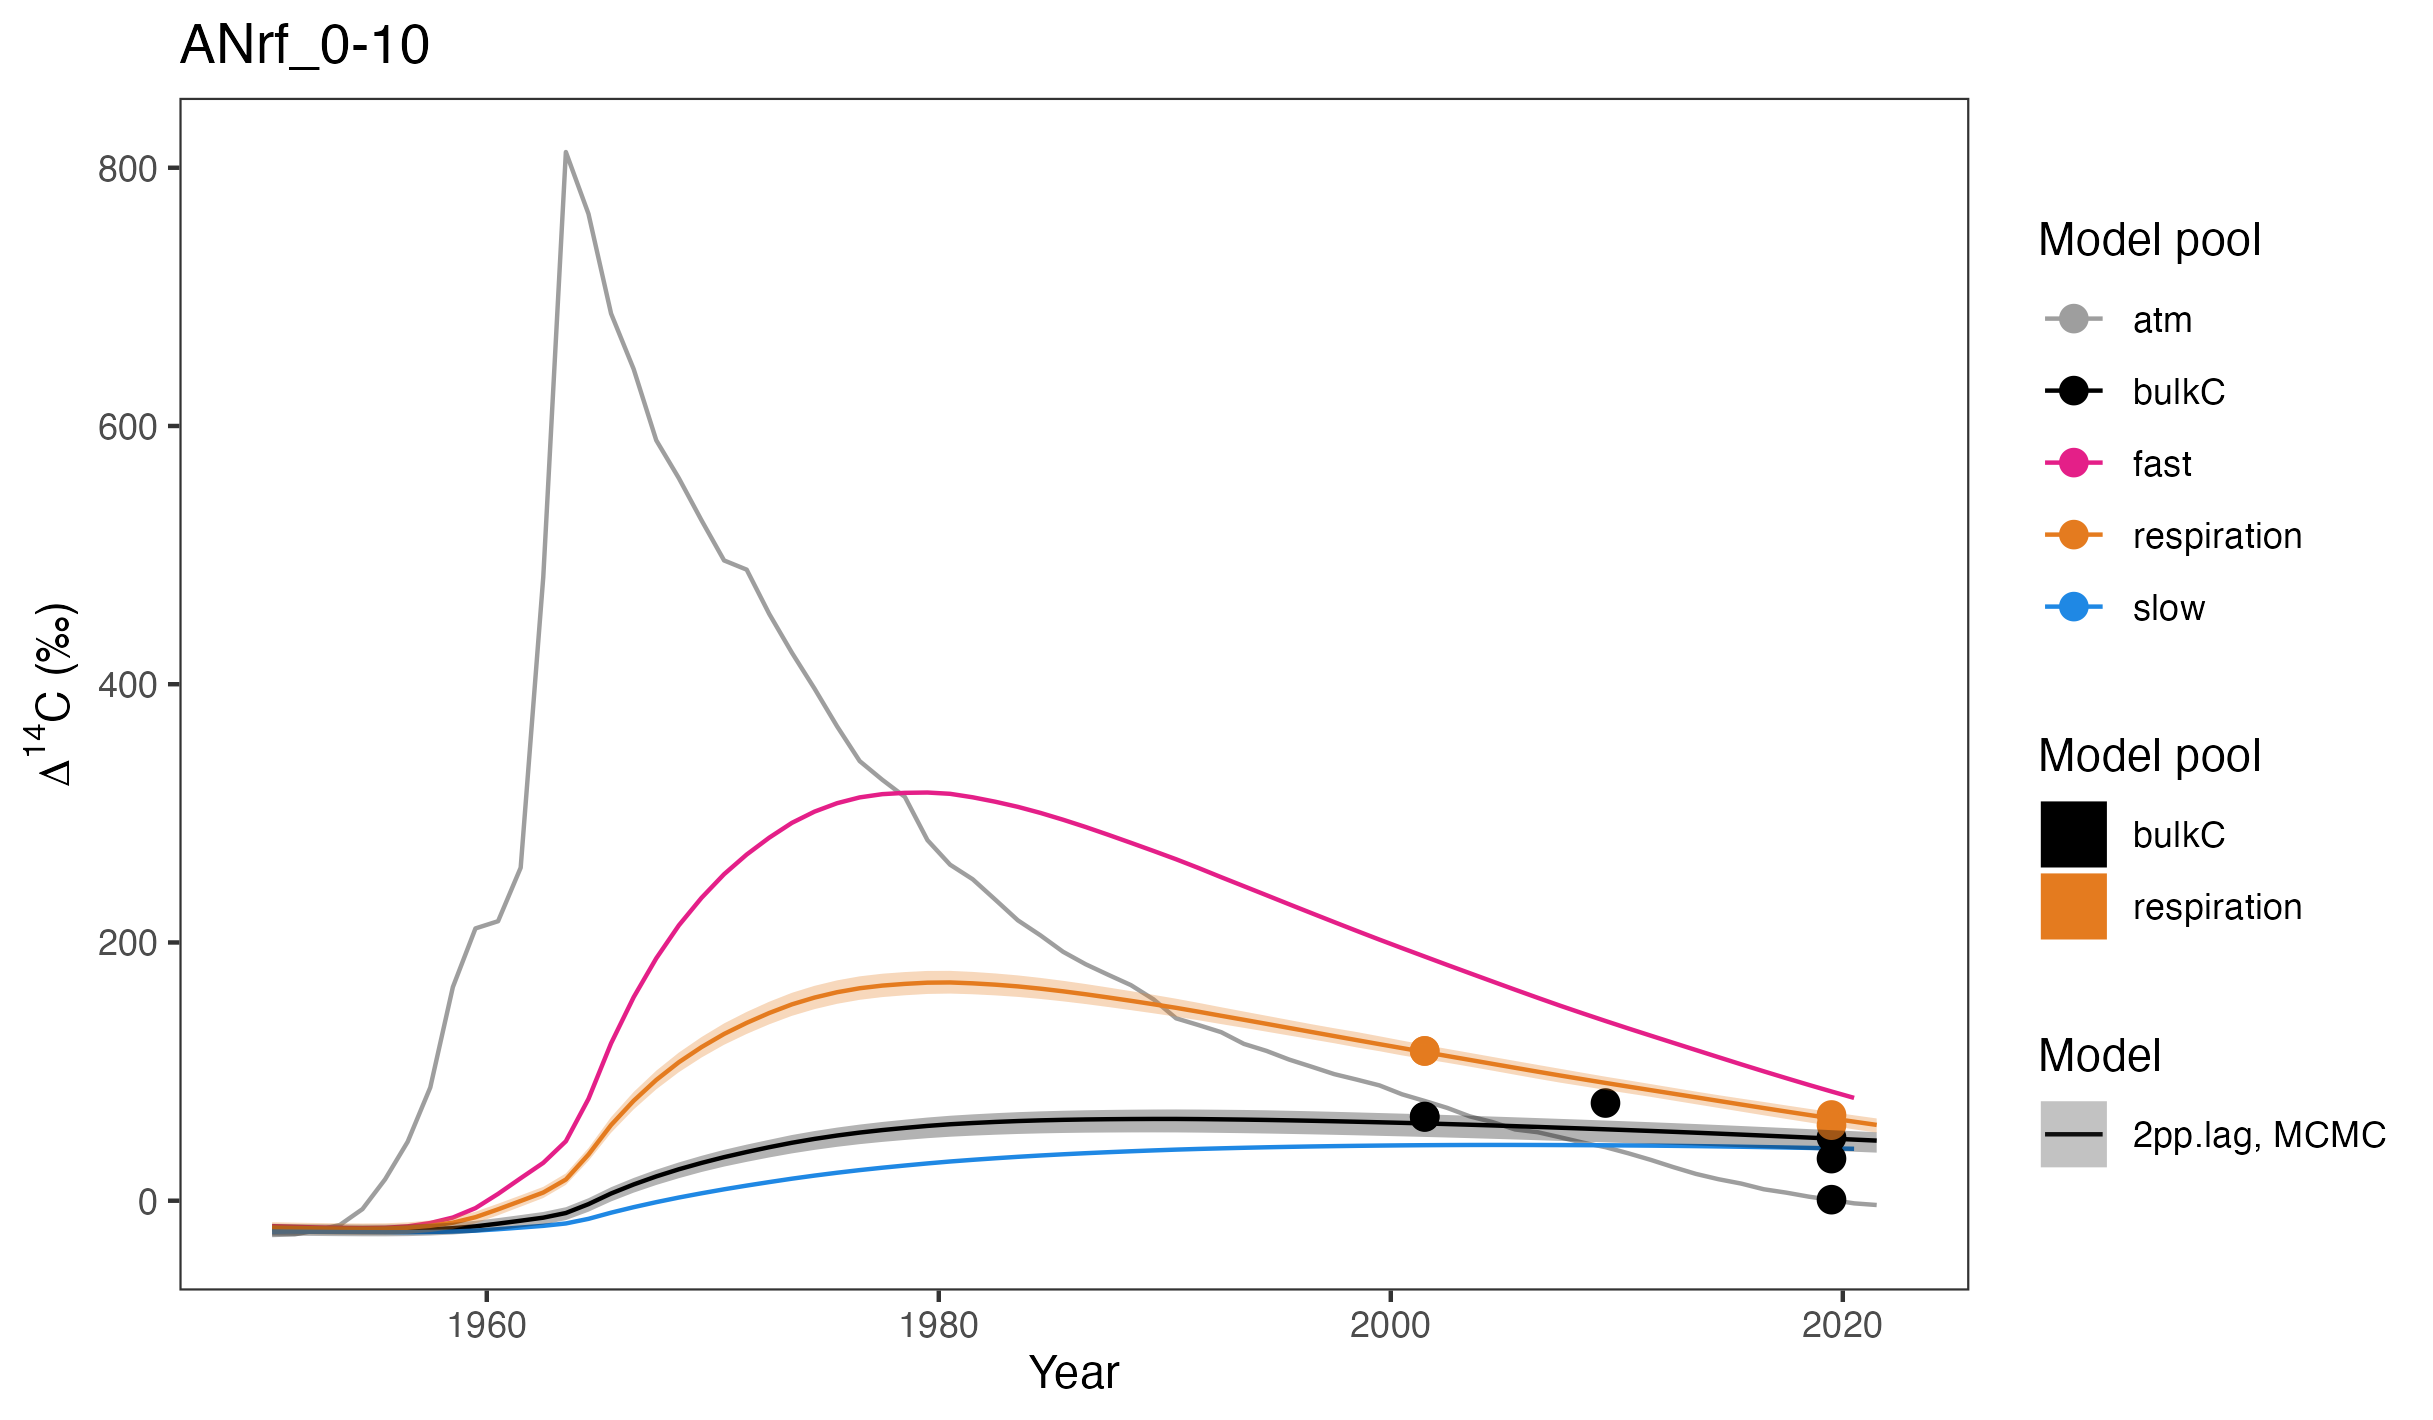 ANrf_0-10
800
600
400
200
0
Δ¹⁴C (‰)
1960
1980
2000
2020
Year
Model pool
atm
bulkC
fast
respiration
slow
Model pool
bulkC
respiration
Model
2pp.lag, MCMC